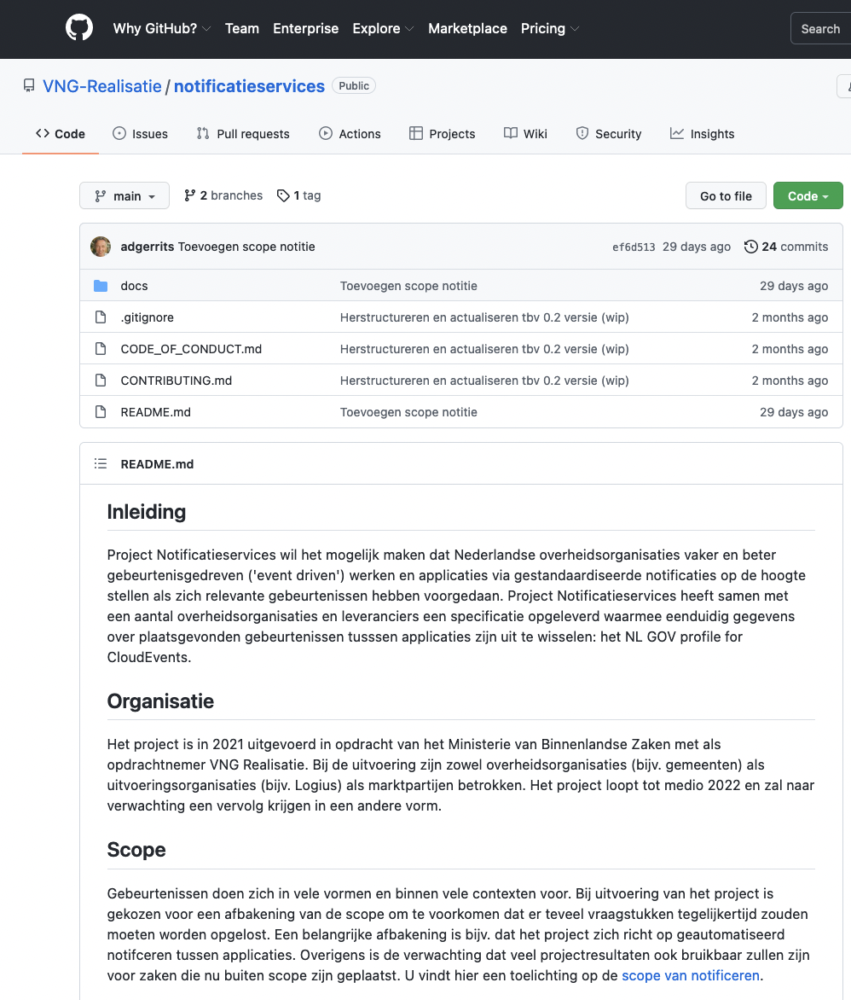 Why GitHub? Team Enterprise Explore Marketplace Pricing Search
VNG-Realisatie / notificatieservices Public
Code Issues Pull requests Actions Projects Wiki Security Insights
main 2 branches 1 tag Go to file Code
adgerrits Toevoegen scope notitie ef6d513 29 days ago 24 commits
docs Toevoegen scope notitie 29 days ago
.gitignore Herstructureren en actualiseren tbv 0.2 versie (wip) 2 months ago
CODE_OF_CONDUCT.md Herstructureren en actualiseren tbv 0.2 versie (wip) 2 months ago
CONTRIBUTING.md Herstructureren en actualiseren tbv 0.2 versie (wip) 2 months ago
README.md Toevoegen scope notitie 29 days ago
README.md
Inleiding
Project Notificatieservices wil het mogelijk maken dat Nederlandse overheidsorganisaties vaker en beter
gebeurtenisgedreven ('event driven') werken en applicaties via gestandaardiseerde notificaties op de hoogte
stellen als zich relevante gebeurtenissen hebben voorgedaan. Project Notificatieservices heeft samen met
een aantal overheidsorganisaties en leveranciers een specificatie opgeleverd waarmee eenduidig gegevens
over plaatsgevonden gebeurtenissen tusssen applicaties zijn uit te wisselen: het NL GOV profile for
CloudEvents.
Organisatie
Het project is in 2021 uitgevoerd in opdracht van het Ministerie van Binnenlandse Zaken met als
opdrachtnemer VNG Realisatie. Bij de uitvoering zijn zowel overheidsorganisaties (bijv. gemeenten) als
uitvoeringsorganisaties (bijv. Logius) als marktpartijen betrokken. Het project loopt tot medio 2022 en zal naar
verwachting een vervolg krijgen in een andere vorm.
Scope
Gebeurtenissen doen zich in vele vormen en binnen vele contexten voor. Bij uitvoering van het project is
gekozen voor een afbakening van de scope om te voorkomen dat er teveel vraagstukken tegelijkertijd zouden
moeten worden opgelost. Een belangrijke afbakening is bijv. dat het project zich richt op geautomatiseerd
notifceren tussen applicaties. Overigens is de verwachting dat veel projectresultaten ook bruikbaar zullen zijn
voor zaken die nu buiten scope zijn geplaatst. U vindt hier een toelichting op de scope van notificeren.